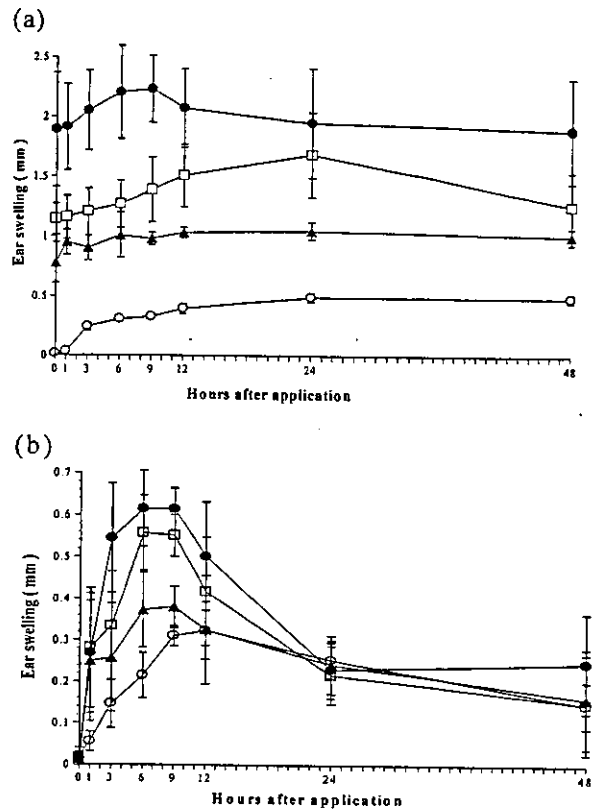 (a)
2.5
2
1.5
1
0.5
0
Ear swelling (mm)
0 1 3 6 9 12 24 48
Hours after application
(b)
0.7
0.6
0.5
0.4
0.3
0.2
0.1
0
Ear swelling (mm)
0 1 3 6 9 12 24 48
Hours after application